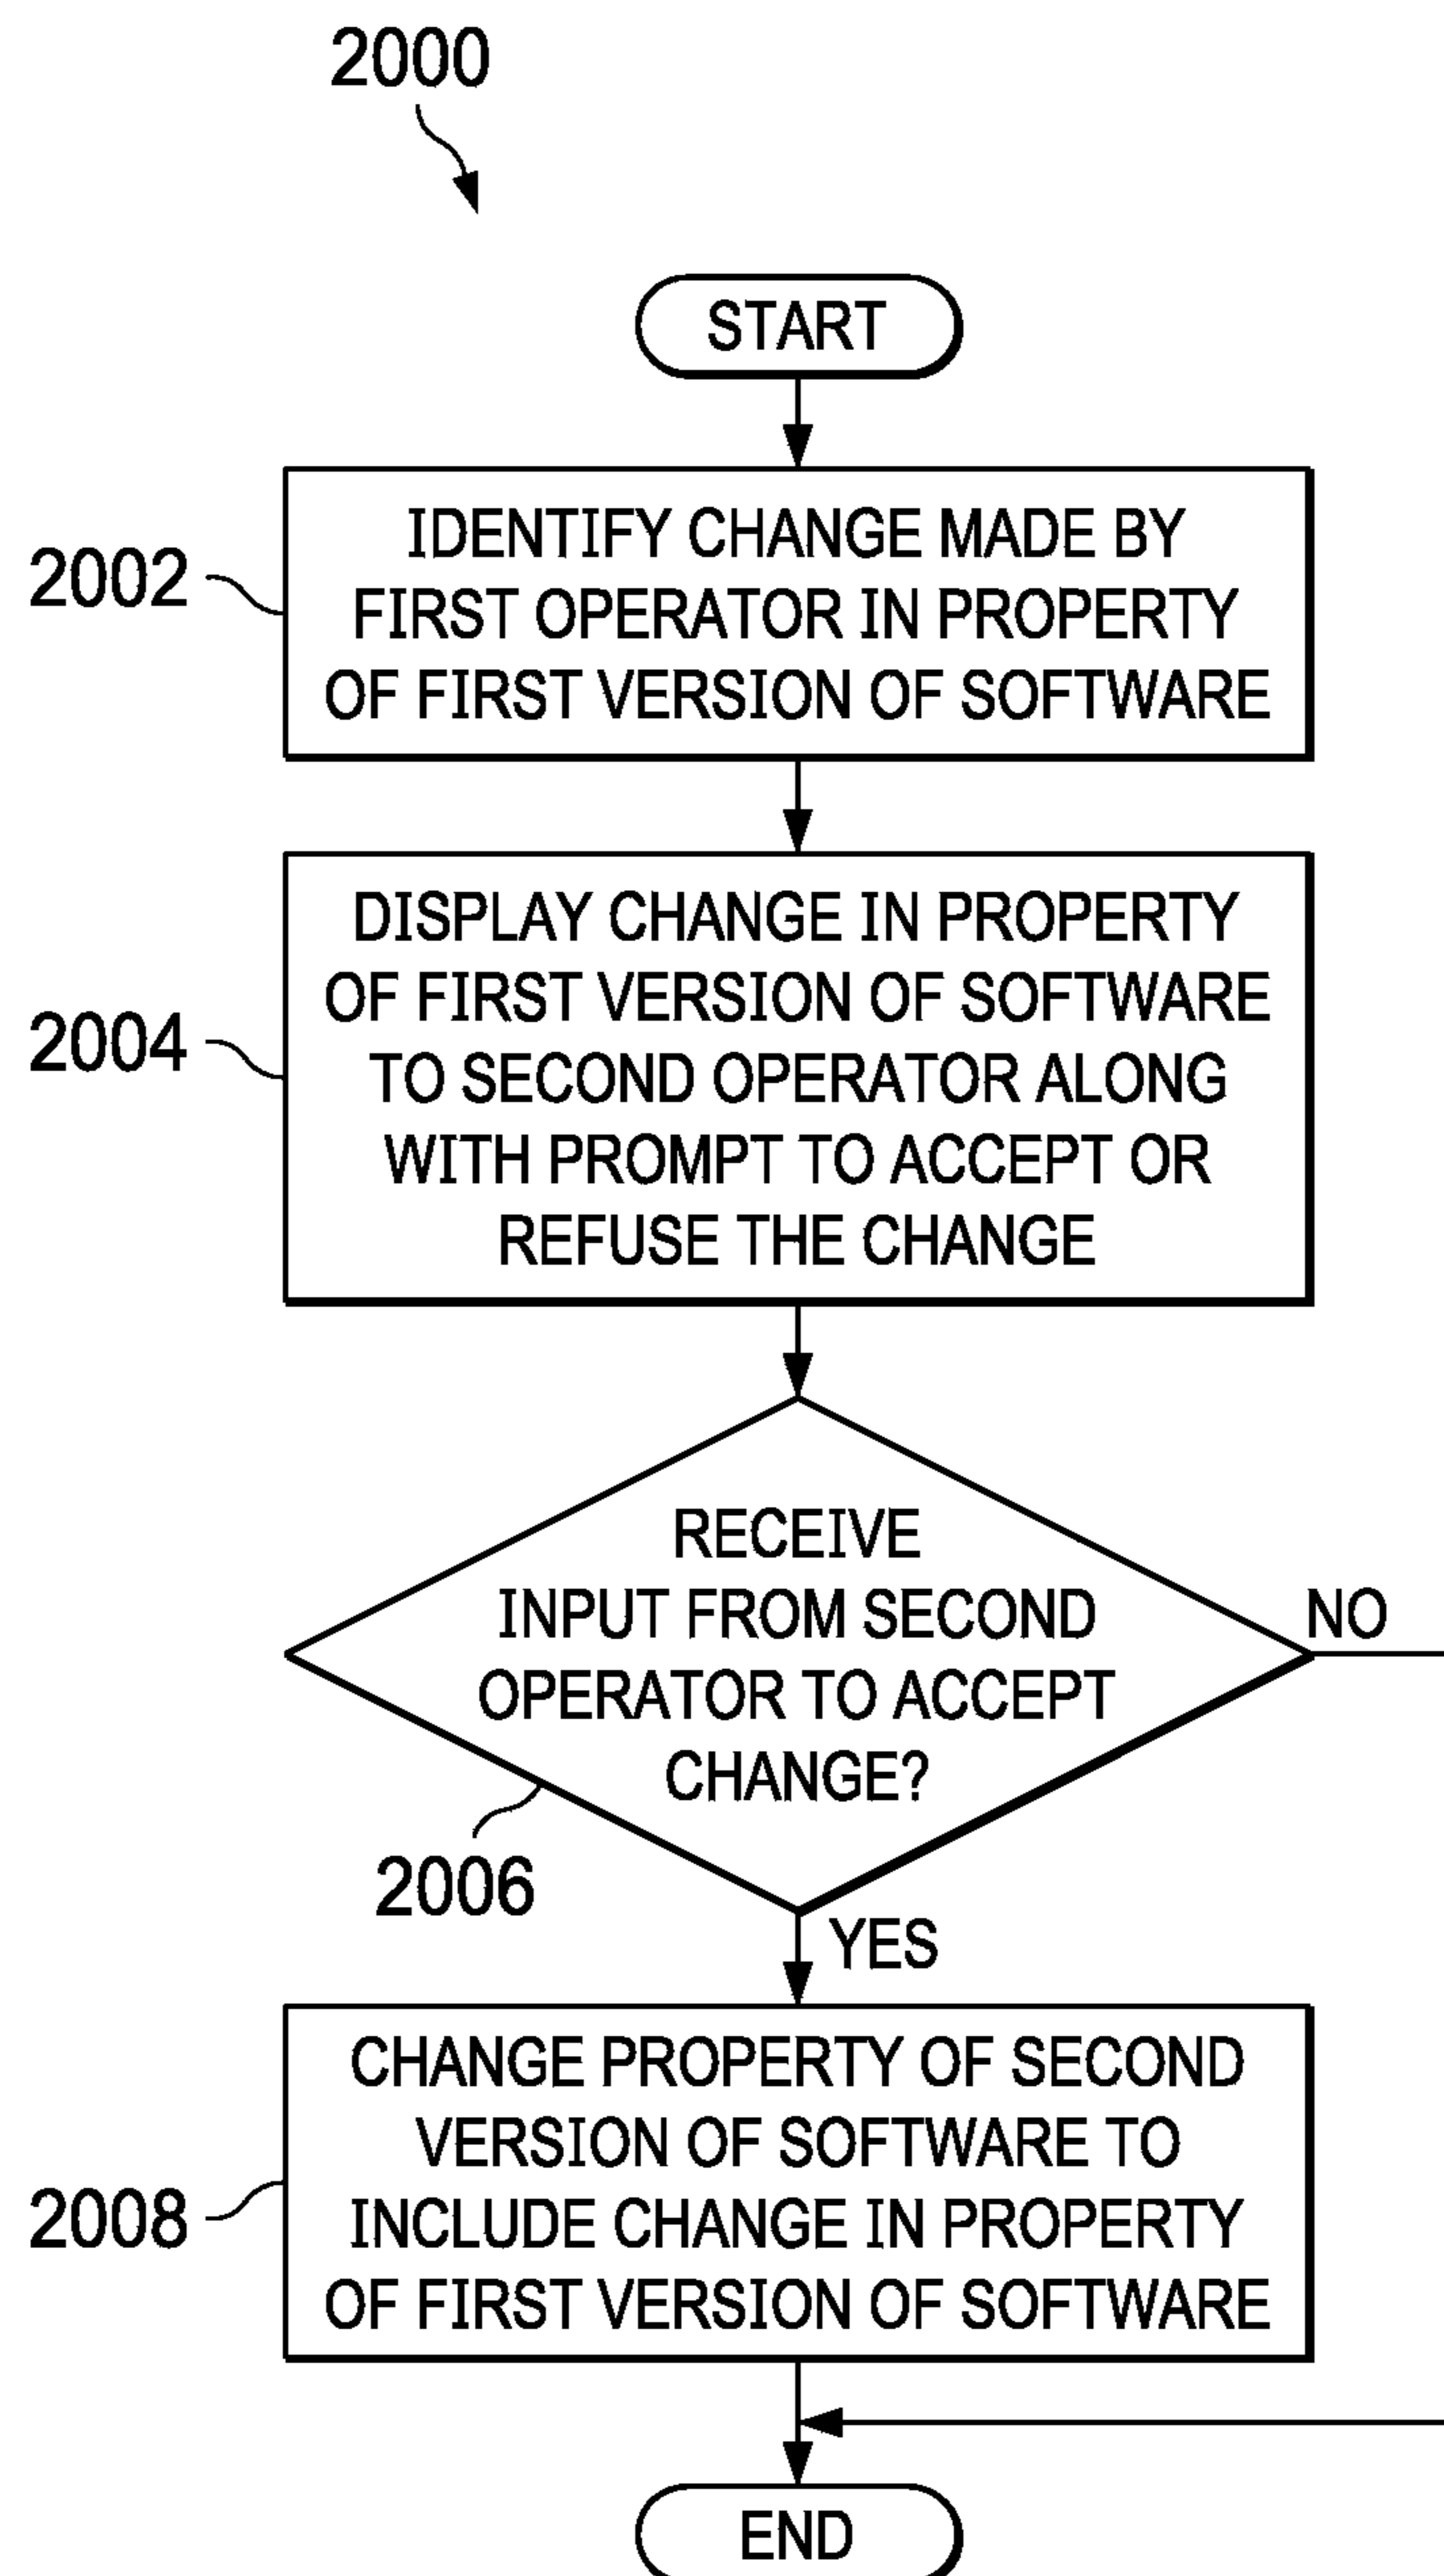 2000
START
2002
IDENTIFY CHANGE MADE BY
FIRST OPERATOR IN PROPERTY
OF FIRST VERSION OF SOFTWARE
2004
DISPLAY CHANGE IN PROPERTY
OF FIRST VERSION OF SOFTWARE
TO SECOND OPERATOR ALONG
WITH PROMPT TO ACCEPT OR
REFUSE THE CHANGE
RECEIVE
INPUT FROM SECOND
OPERATOR TO ACCEPT
CHANGE?
NO
2006
YES
2008
CHANGE PROPERTY OF SECOND
VERSION OF SOFTWARE TO
INCLUDE CHANGE IN PROPERTY
OF FIRST VERSION OF SOFTWARE
END